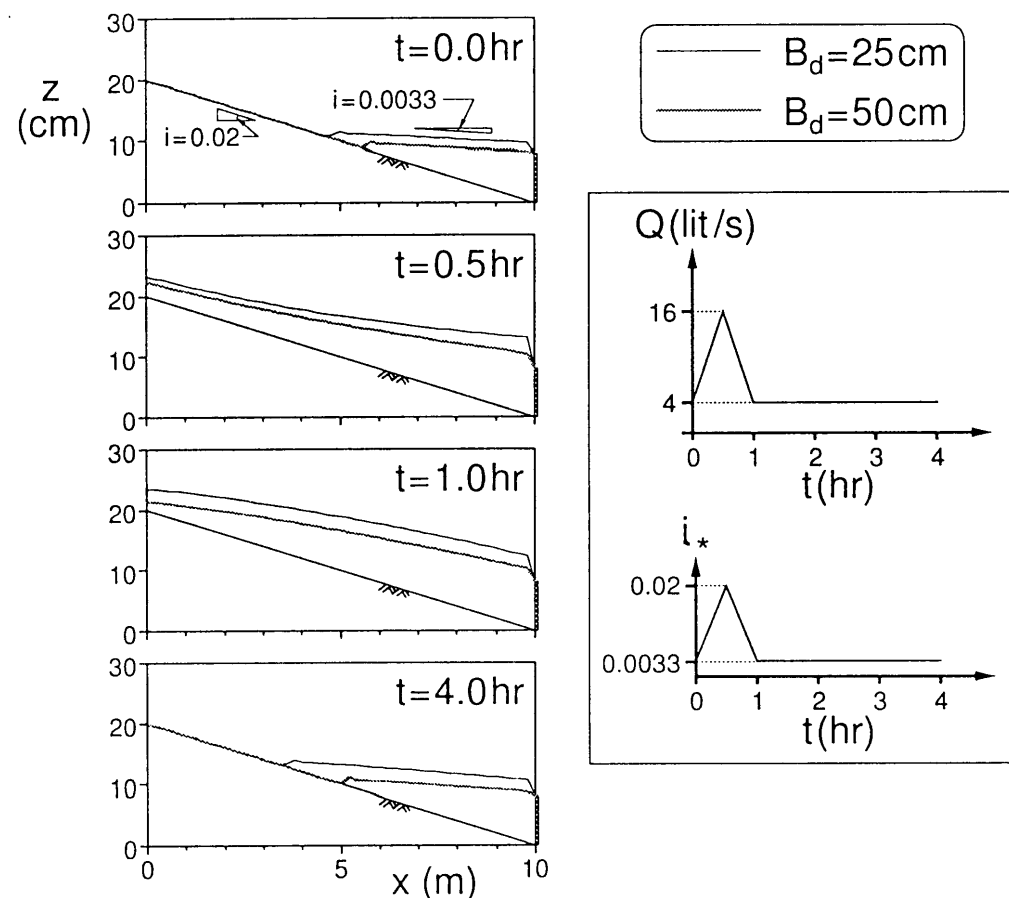 30
20
10
0
z
(cm)
t=0.0hr
i=0.02
i=0.0033
30
20
10
0
t=0.5hr
30
20
10
0
t=1.0hr
30
20
10
0
t=4.0hr
0
5
10
x (m)
B_d=25cm
B_d=50cm
Q(lit/s)
16
4
0
1
2
3
4
t(hr)
i_*
0.02
0.0033
0
1
2
3
4
t(hr)